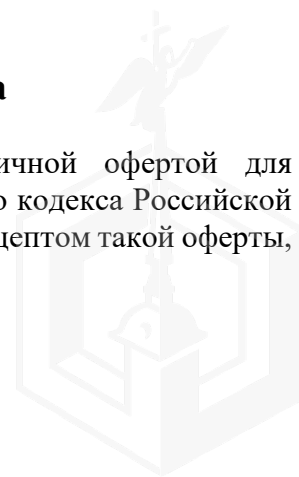 а
ичной офертой для
о кодекса Российской
цептом такой оферты,